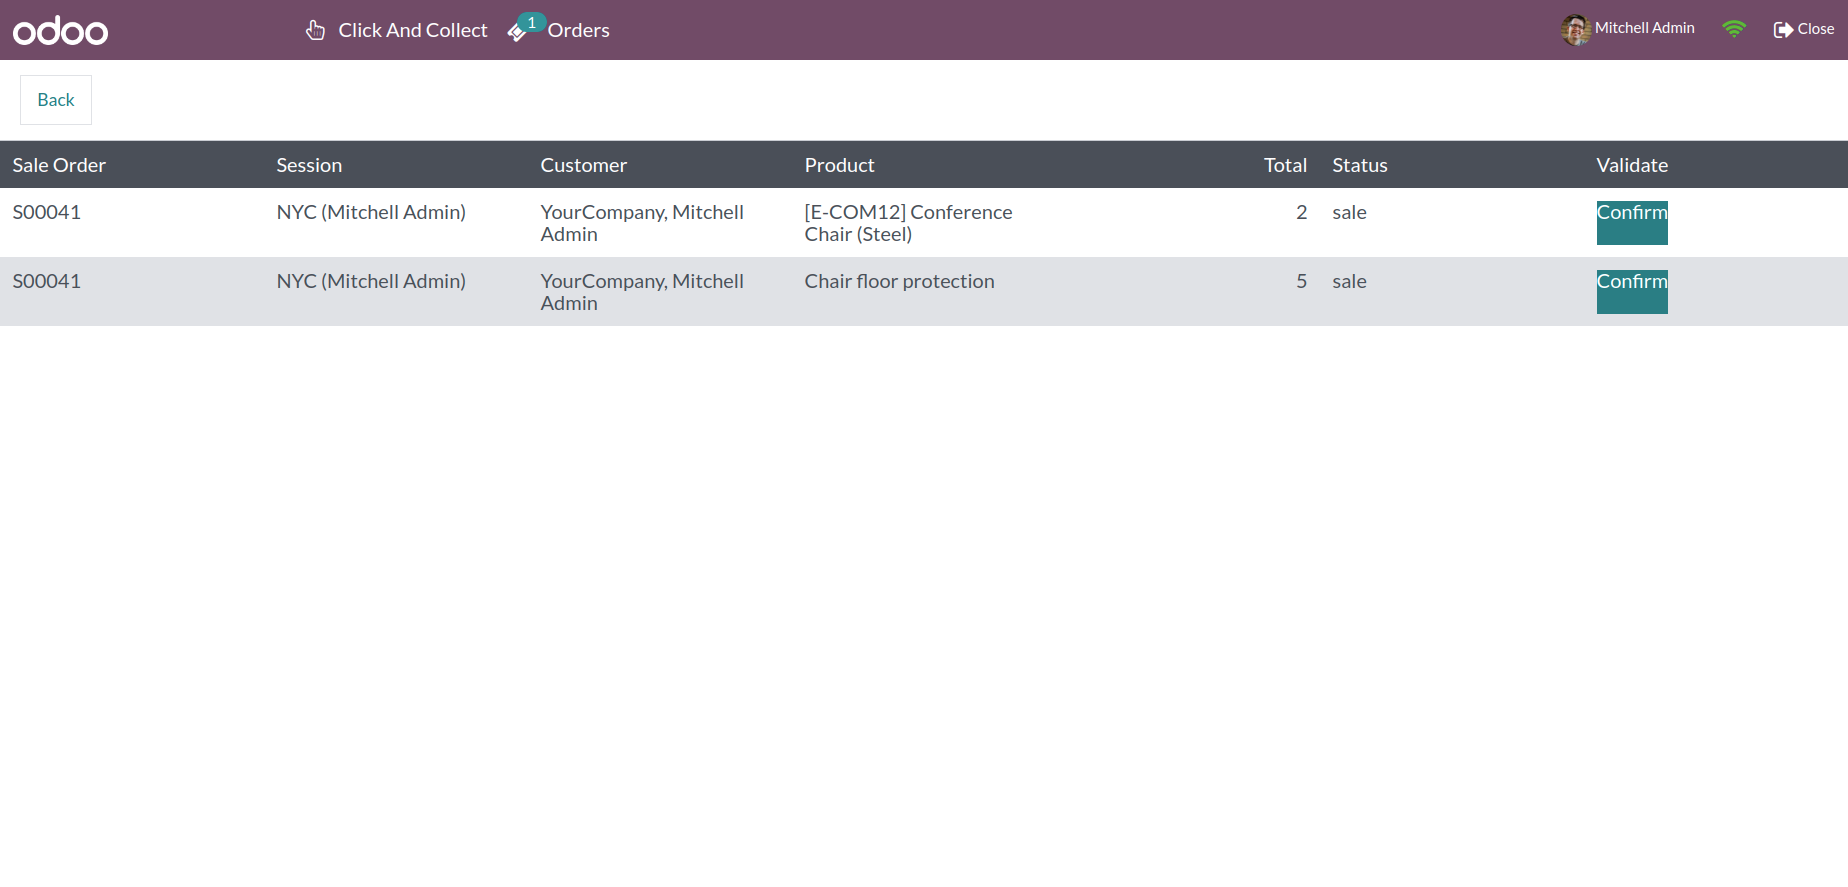 odoo
Click And Collect
1
Orders
Mitchell Admin
Close
Back
Sale Order Session Customer Product Total Status Validate
S00041 NYC (Mitchell Admin) YourCompany, Mitchell [E-COM12] Conference 2 sale Confirm
Admin Chair (Steel)
S00041 NYC (Mitchell Admin) YourCompany, Mitchell Chair floor protection 5 sale Confirm
Admin